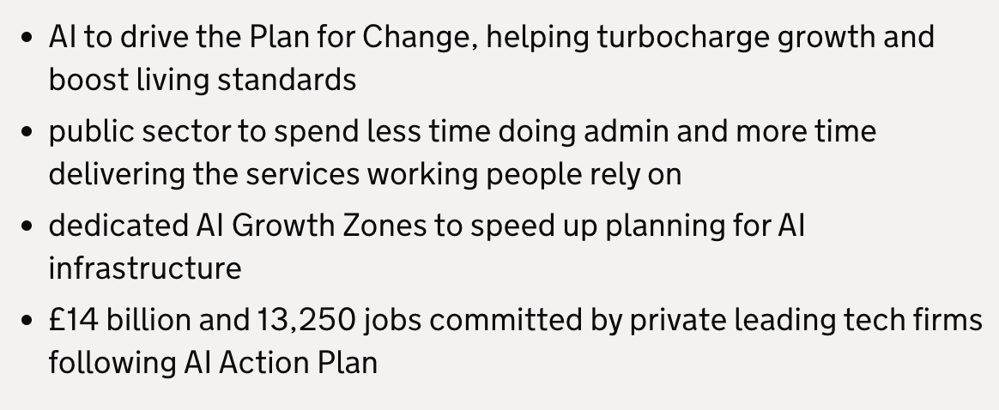 • AI to drive the Plan for Change, helping turbocharge growth and
boost living standards
• public sector to spend less time doing admin and more time
delivering the services working people rely on
• dedicated AI Growth Zones to speed up planning for AI
infrastructure
• £14 billion and 13,250 jobs committed by private leading tech firms
following AI Action Plan